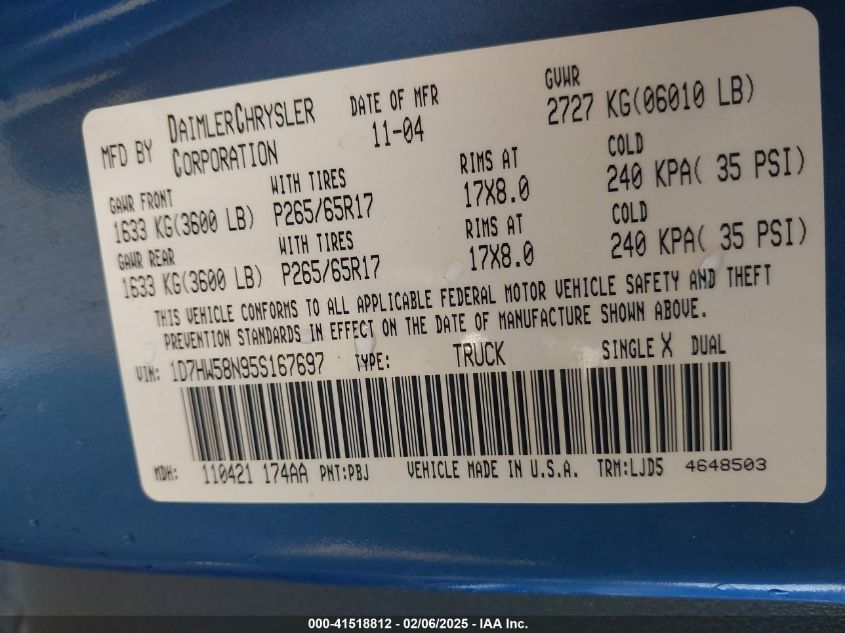 MFD BY DAIMLERCHRYSLER CORPORATION DATE OF MFR 11-04 GVWR 2727 KG(06010 LB)
GAWR FRONT WITH TIRES RIMS AT COLD
1633 KG(3600 LB) P265/65R17 17X8.0 240 KPA( 35 PSI)
GAWR REAR WITH TIRES RIMS AT COLD
1633 KG(3600 LB) P265/65R17 17X8.0 240 KPA( 35 PSI)
THIS VEHICLE CONFORMS TO ALL APPLICABLE FEDERAL MOTOR VEHICLE SAFETY AND THEFT
PREVENTION STANDARDS IN EFFECT ON THE DATE OF MANUFACTURE SHOWN ABOVE.
VIN: 1D7HW58N95S167697 TYPE: TRUCK SINGLE X DUAL
MDH: 110421 174AA PNT:PBJ VEHICLE MADE IN U.S.A. TRM:LJD5 4648503
000-41518812 - 02/06/2025 - IAA Inc.